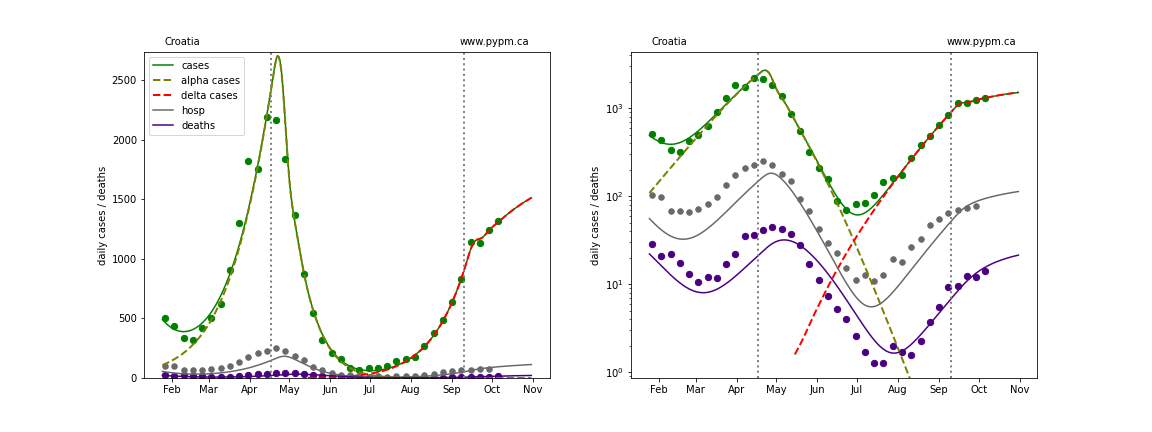 Croatia www.pypm.ca
cases
alpha cases
delta cases
hosp
deaths
daily cases / deaths
2500
2000
1500
1000
500
0
Feb Mar Apr May Jun Jul Aug Sep Oct Nov
Croatia www.pypm.ca
daily cases / deaths
10³
10²
10¹
10⁰
Feb Mar Apr May Jun Jul Aug Sep Oct Nov